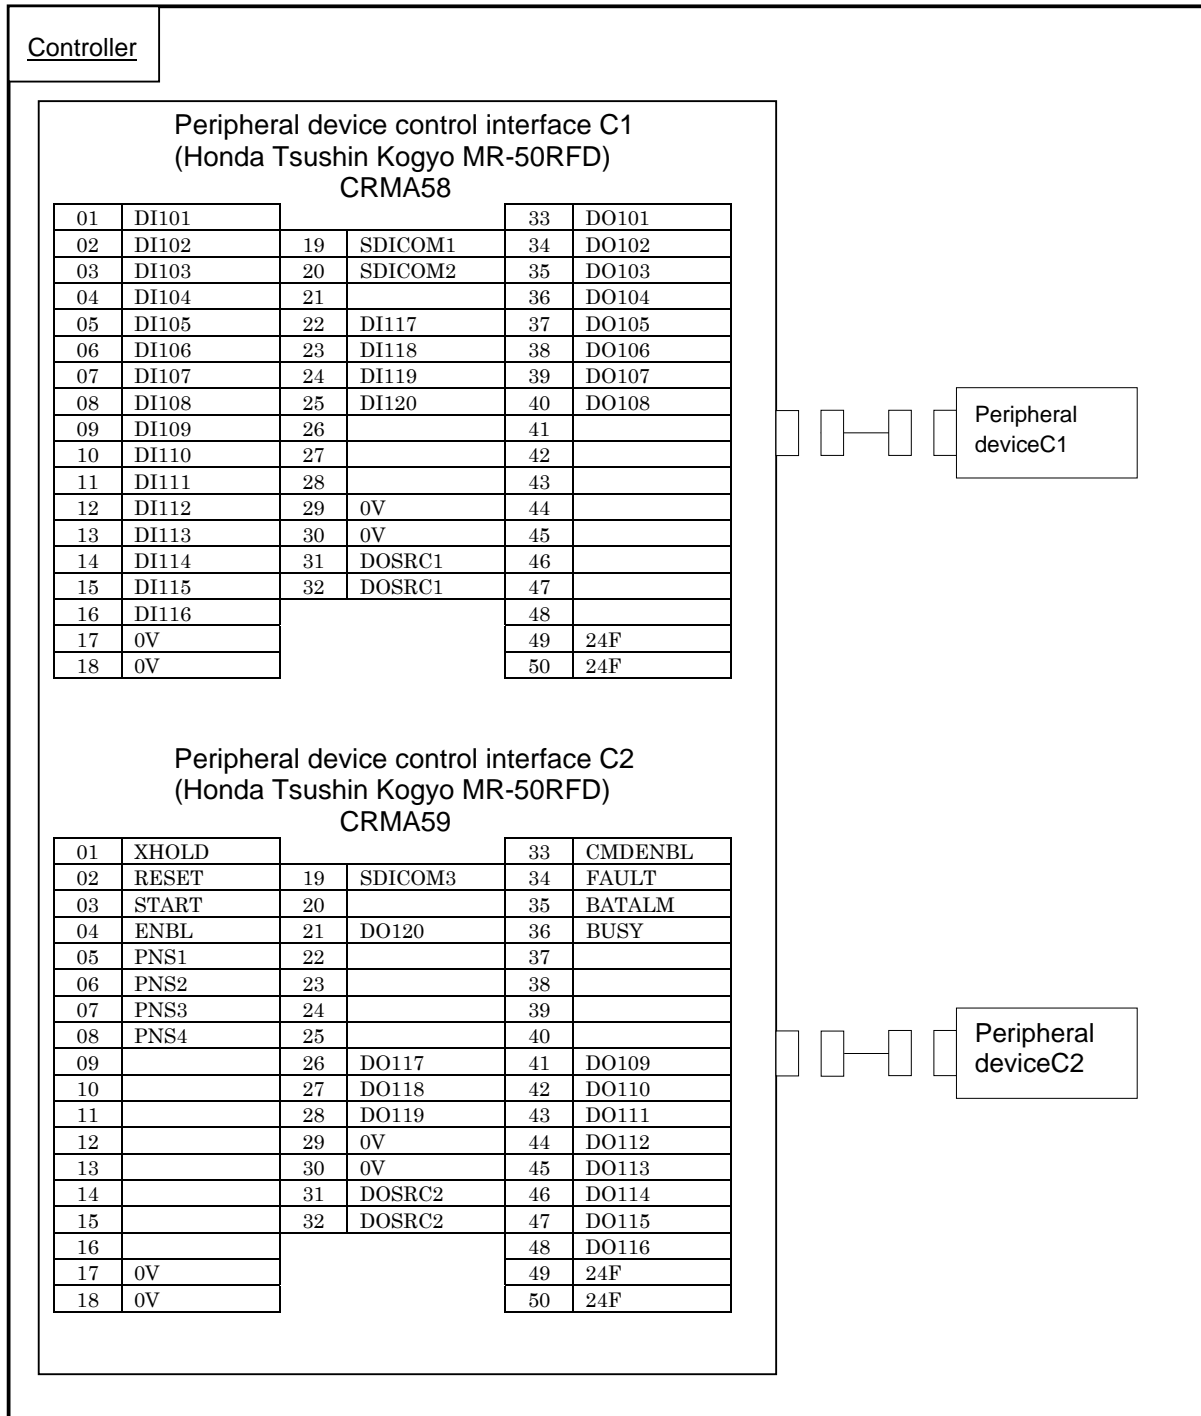 Controller
Peripheral device control interface C1
(Honda Tsushin Kogyo MR-50RFD)
CRMA58
01 DI101 33 DO101
02 DI102 19 SDICOM1 34 DO102
03 DI103 20 SDICOM2 35 DO103
04 DI104 21 36 DO104
05 DI105 22 DI117 37 DO105
06 DI106 23 DI118 38 DO106
07 DI107 24 DI119 39 DO107
08 DI108 25 DI120 40 DO108
09 DI109 26 41
10 DI110 27 42
11 DI111 28 43
12 DI112 29 0V 44
13 DI113 30 0V 45
14 DI114 31 DOSRC1 46
15 DI115 32 DOSRC1 47
16 DI116 48
17 0V 49 24F
18 0V 50 24F
Peripheral
deviceC1
Peripheral device control interface C2
(Honda Tsushin Kogyo MR-50RFD)
CRMA59
01 XHOLD 33 CMDENBL
02 RESET 19 SDICOM3 34 FAULT
03 START 20 35 BATALM
04 ENBL 21 DO120 36 BUSY
05 PNS1 22 37
06 PNS2 23 38
07 PNS3 24 39
08 PNS4 25 40
09 26 DO117 41 DO109
10 27 DO118 42 DO110
11 28 DO119 43 DO111
12 29 0V 44 DO112
13 30 0V 45 DO113
14 31 DOSRC2 46 DO114
15 32 DOSRC2 47 DO115
16 48 DO116
17 0V 49 24F
18 0V 50 24F
Peripheral
deviceC2